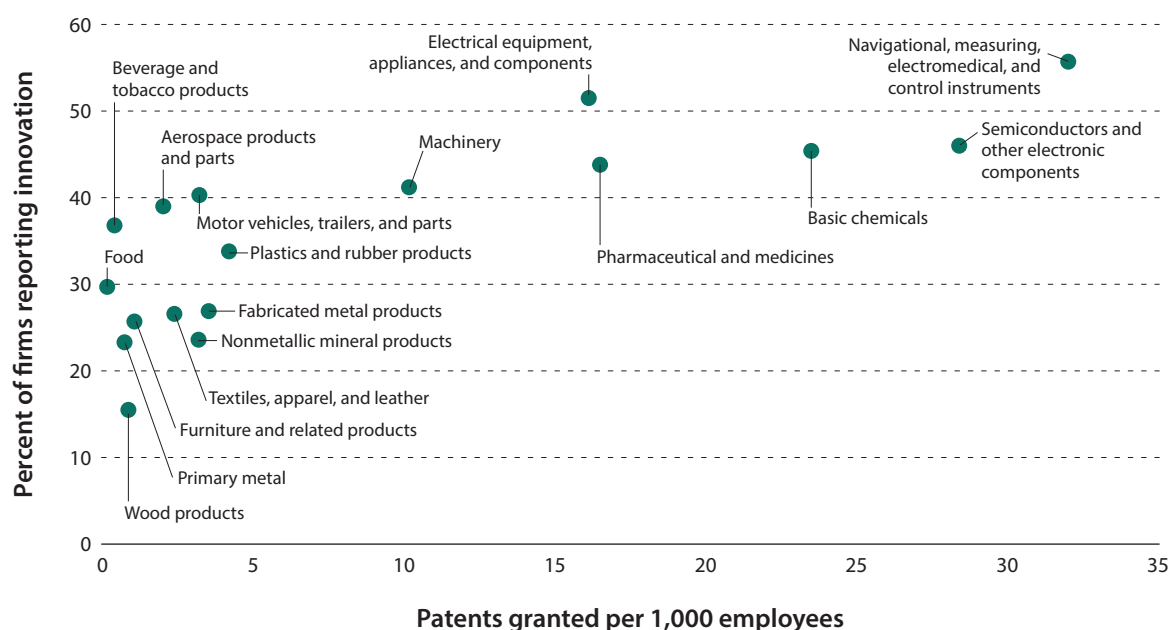 60
Electrical equipment,
appliances, and components
Navigational, measuring,
electromedical, and
control instruments
Beverage and
tobacco products
50
Aerospace products
and parts
Machinery
Semiconductors and
other electronic
components
40
Motor vehicles, trailers, and parts
Basic chemicals
Food
Plastics and rubber products
Pharmaceutical and medicines
30
Fabricated metal products
Nonmetallic mineral products
20
Textiles, apparel, and leather
Furniture and related products
10
Primary metal
Wood products
0
Percent of firms reporting innovation
0 5 10 15 20 25 30 35
Patents granted per 1,000 employees